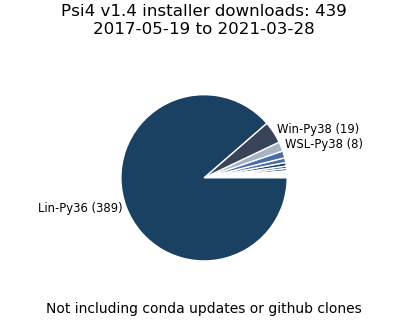 Psi4 v1.4 installer downloads: 439
2017-05-19 to 2021-03-28
Win-Py38 (19)
WSL-Py38 (8)
Lin-Py36 (389)
Not including conda updates or github clones